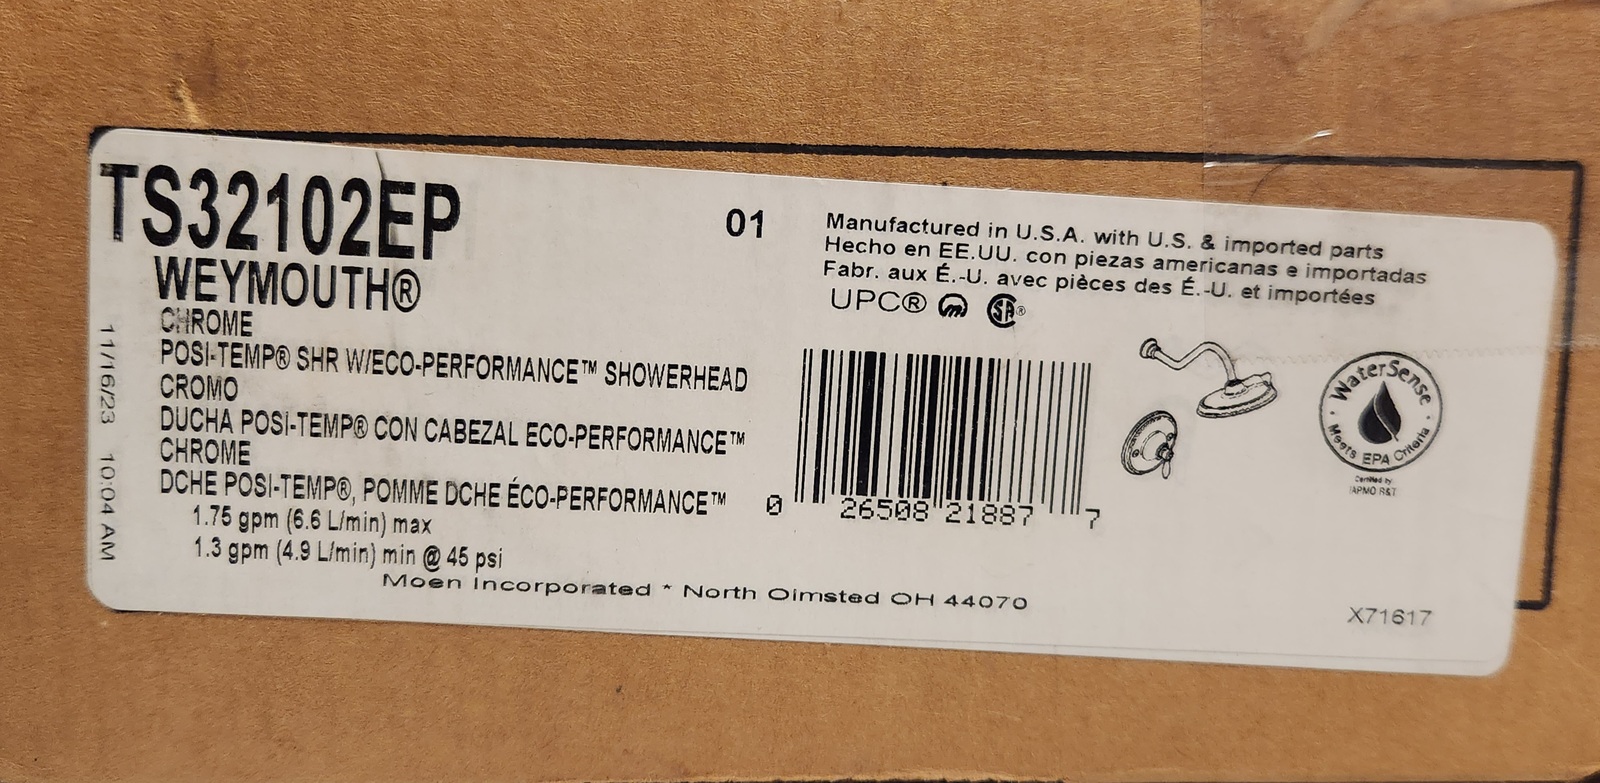 TS32102EP
WEYMOUTH®
CHROME
POSI-TEMP® SHR W/ECO-PERFORMANCE™ SHOWERHEAD
CROMO
DUCHA POSI-TEMP® CON CABEZAL ECO-PERFORMANCE™
CHROME
DCHE POSI-TEMP®, POMME DCHE ÉCO-PERFORMANCE™
1.75 gpm (6.6 L/min) max
1.3 gpm (4.9 L/min) min @ 45 psi
Moen Incorporated * North Olmsted OH 44070
11/16/23 10:04 AM
01
Manufactured in U.S.A. with U.S. & imported parts
Hecho en EE.UU. con piezas americanas e importadas
Fabr. aux É.-U. avec pièces des É.-U. et importées
UPC® SA®
0 26508 21887 7
WaterSense
Meets EPA Criteria
Certified by
IAPMO R&T
X71617